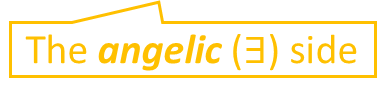 The angelic (∃) side